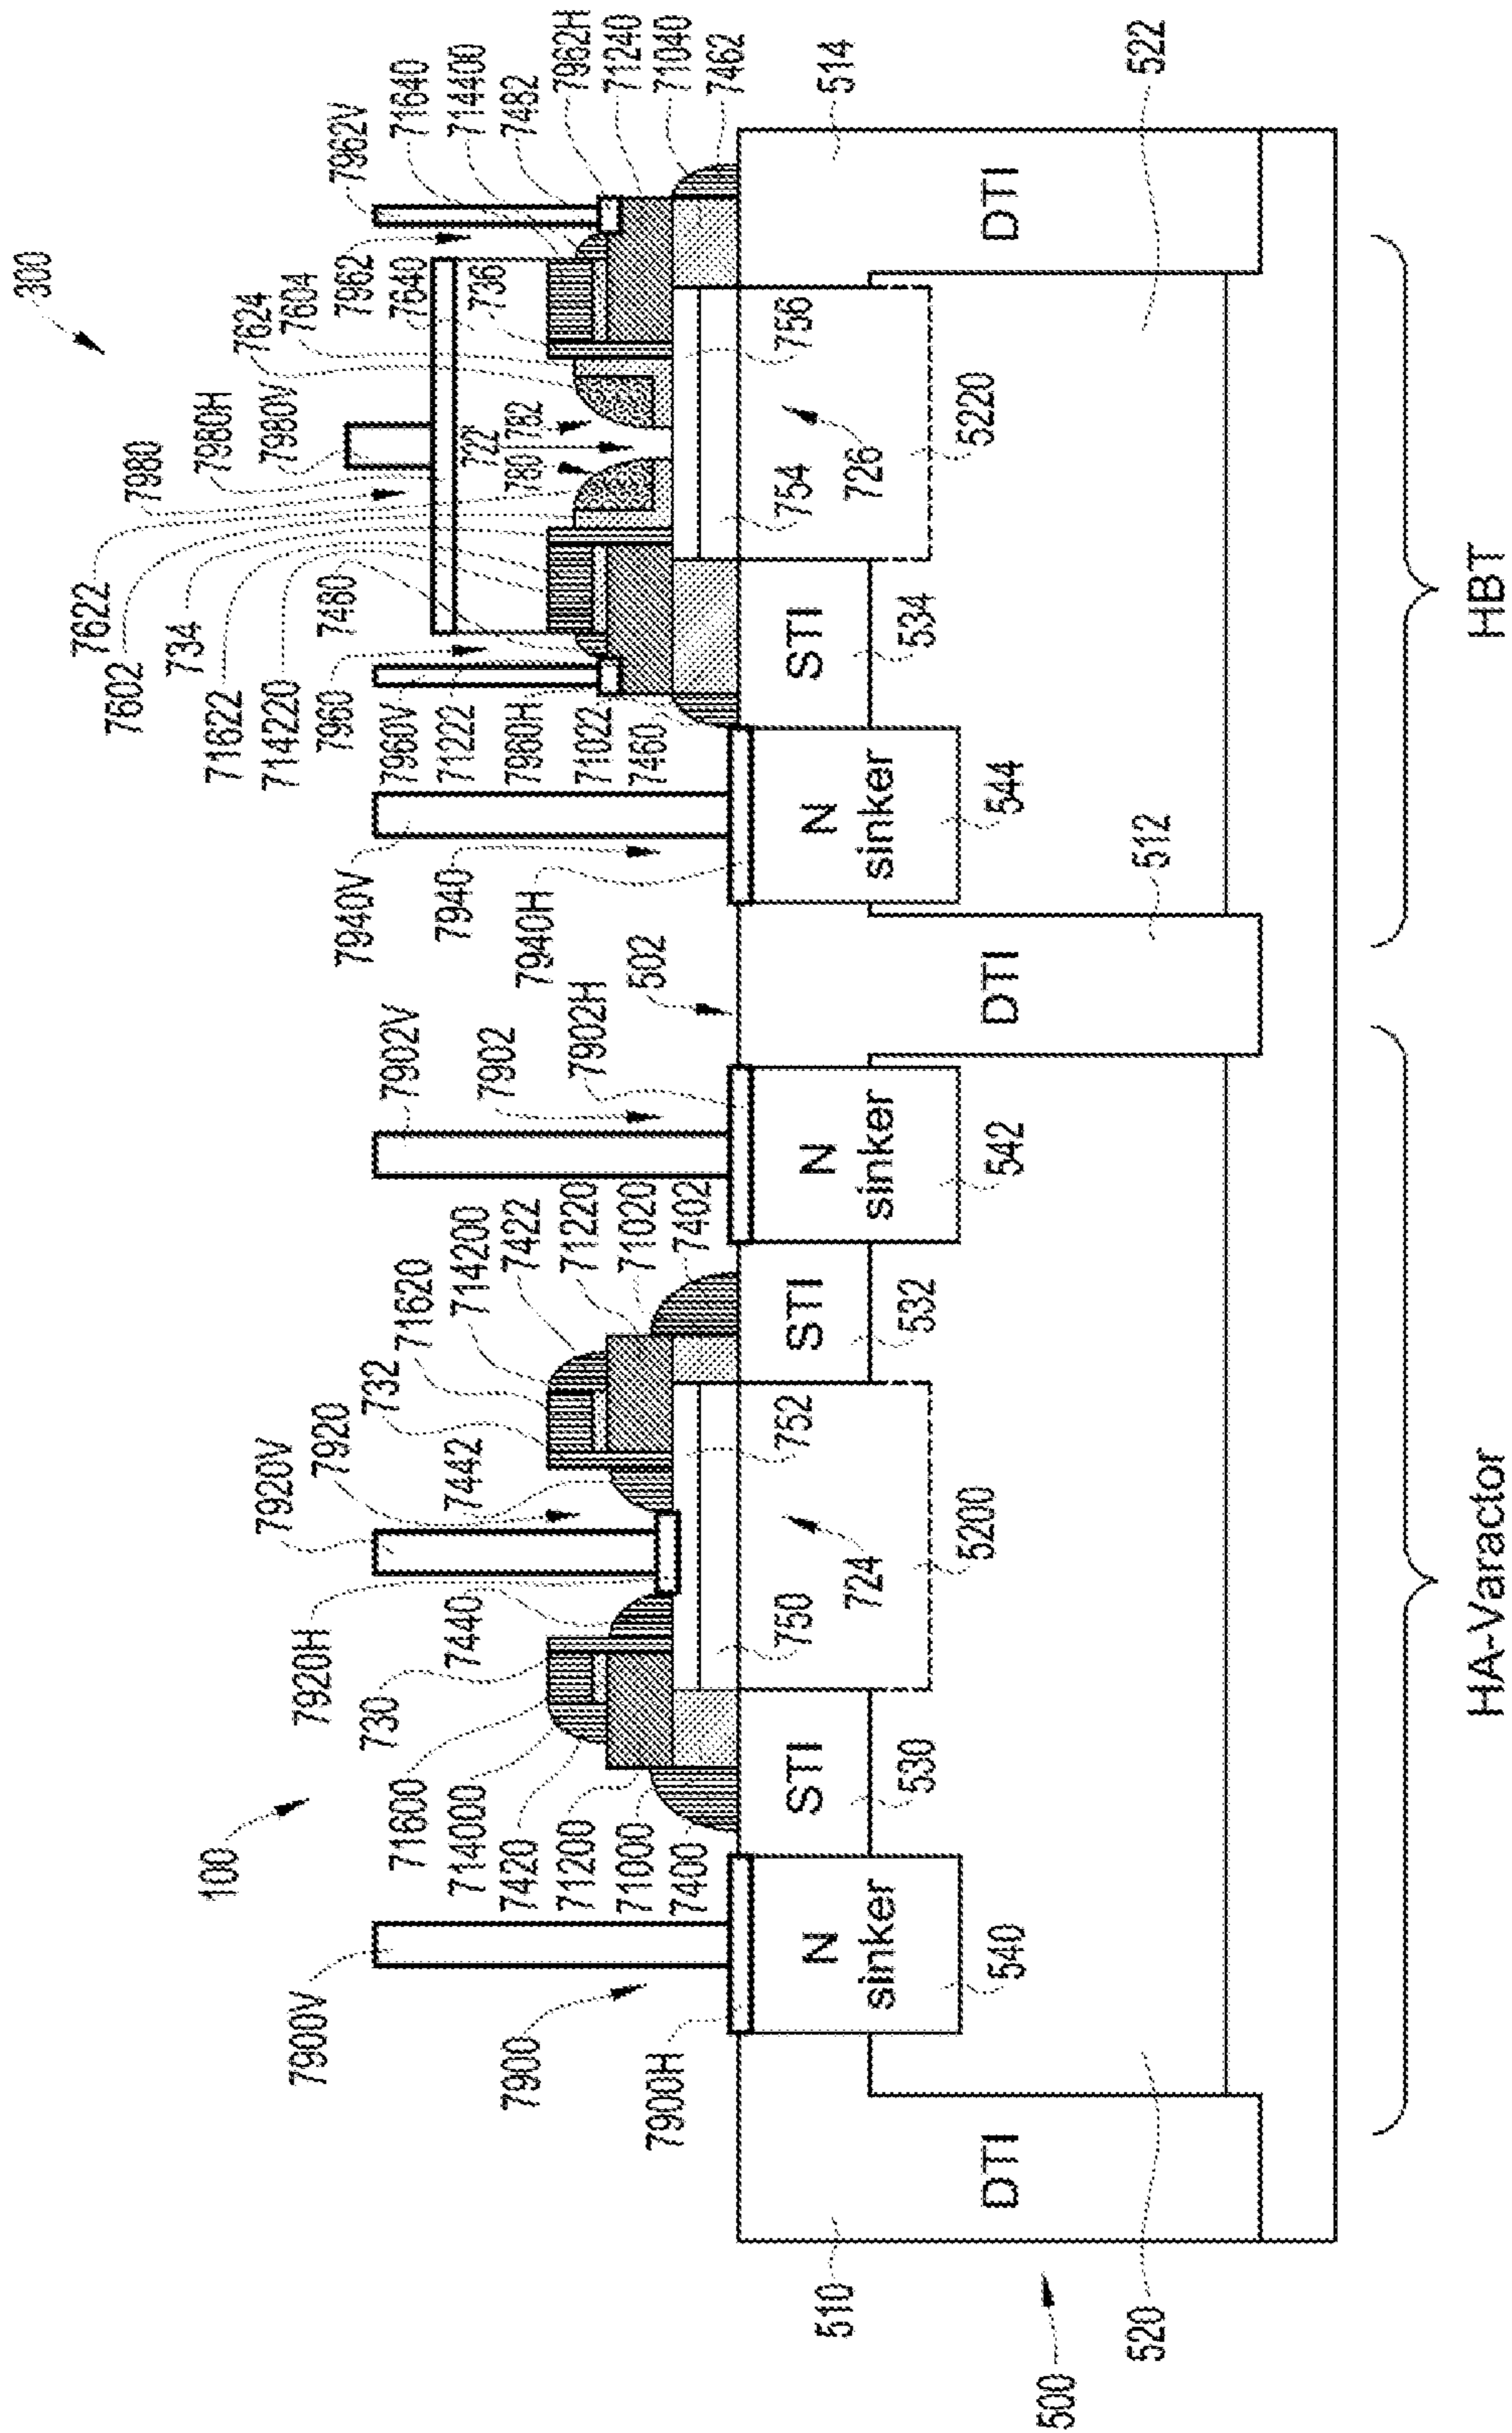 100
300
7900V
7900
7900H
71600
714000
7420
71200
71000
7400
730
7920H
7440
7920V
7920
7442
732
71620
714200
7422
71220
71020
7402
7902V
7902
7902H
502
7940V
7940
7940H
7622
7602
734
71622
714220
7960
7480
7960V
71222
7960H
71022
7460
7980
7980H
7980V
7624
7604
7640
736
722
780
782
7962
7962V
71640
714400
7482
7962H
71240
71040
7462
514
522
510
500
520
DTI
N
sinker
540
STI
530
750
752
724
5200
STI
532
N
sinker
542
DTI
512
N
sinker
544
STI
534
754
756
726
5220
DTI
HA-Varactor
HBT